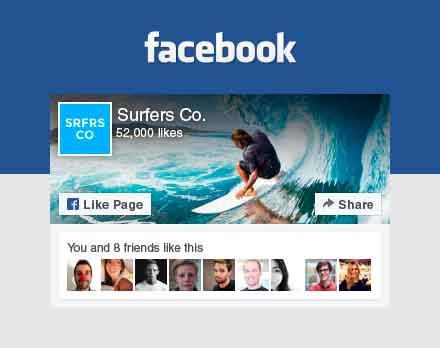 facebook
SRFRS
CO
Surfers Co.
52,000 likes
Like Page
Share
You and 8 friends like this